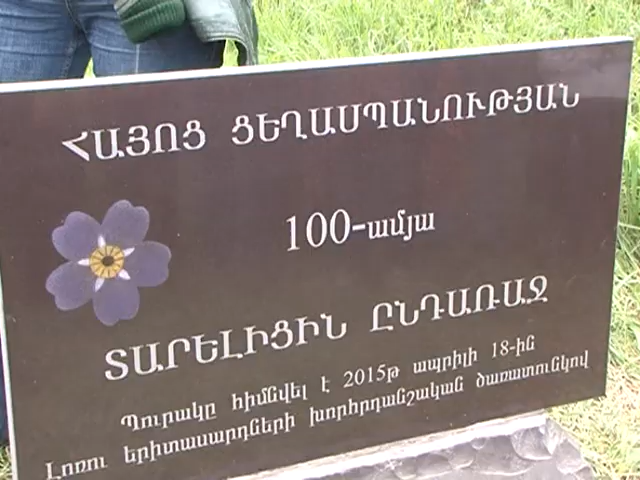 ՀԱՅՈՑ ՑԵՂԱՍՊԱՆՈՒԹՅԱՆ
100-ամյա
ՏԱՐԵԼԻՑԻՆ ԸՆԴԱՌԱՋ
Պուրակը հիմնվել է 2015թ ապրիլի 18-ին
Լոռու երիտասարդների խորհրդանշական ծառատունկով